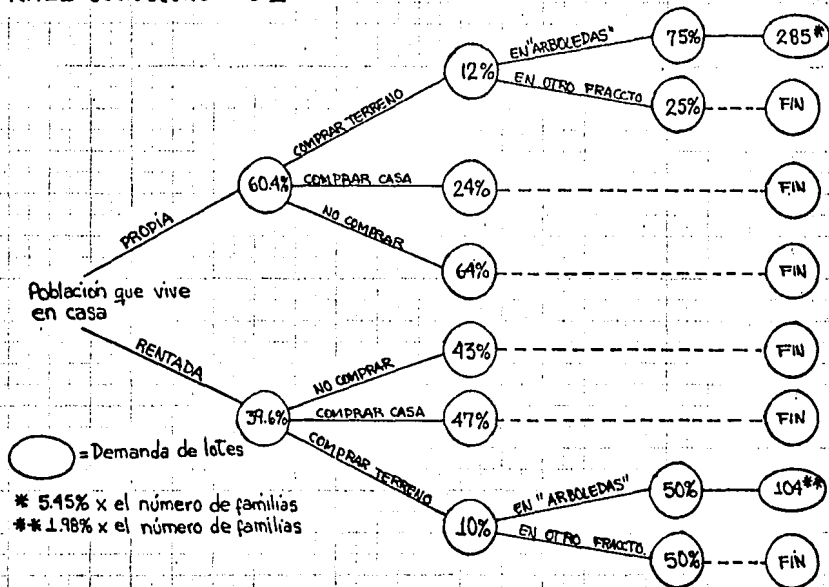 EN "ARBOLEDAS"
75%
285*
12%
EN OTRO FRACCTO
25%
FIN
COMPRAR TERRENO
60.4%
COMPRAR CASA
24%
FIN
PROPIA
NO COMPRAR
64%
FIN
Población que vive
en casa
RENTADA
NO COMPRAR
43%
FIN
39.6%
COMPRAR CASA
47%
FIN
= Demanda de lotes
COMPRAR TERRENO
EN "ARBOLEDAS"
50%
104**
* 5.45% x el número de familias
** 1.98% x el número de familias
10%
EN OTRO FRACCTO.
50%
FIN